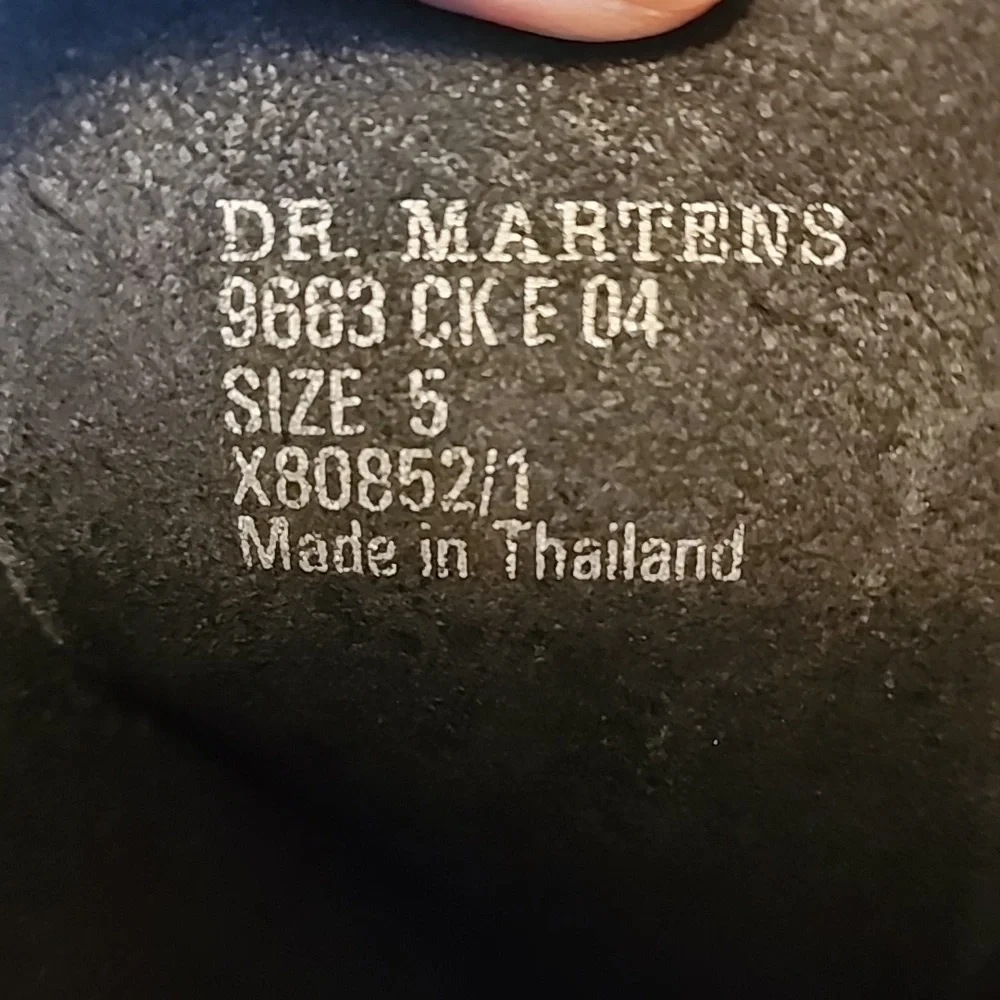 DR. MARTENS
9663 CK E 04
SIZE 5
X80852/1
Made in Thailand